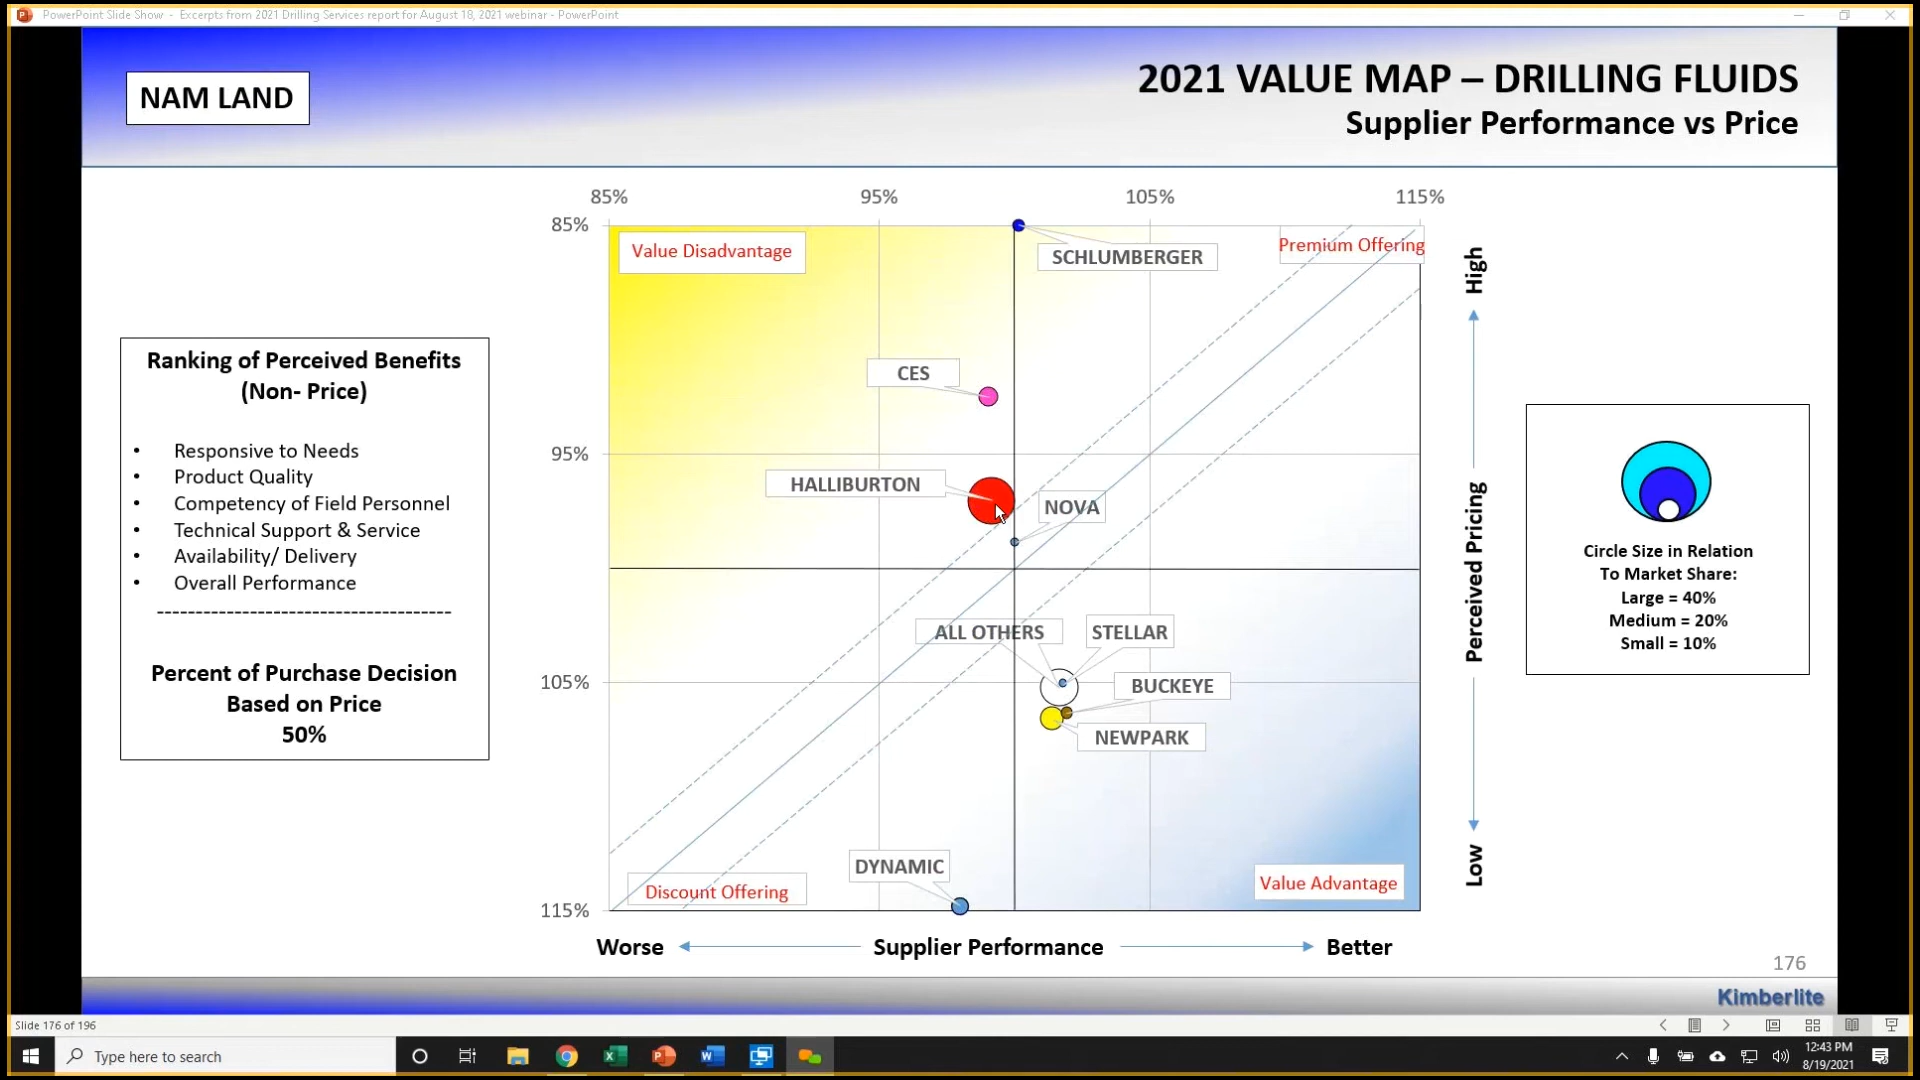 PowerPoint Slide Show - Excerpts from 2021 Drilling Services report for August 18, 2021 webinar - PowerPoint
NAM LAND
2021 VALUE MAP – DRILLING FLUIDS
Supplier Performance vs Price
85%
95%
105%
115%
85%
95%
105%
115%
Value Disadvantage
Premium Offering
SCHLUMBERGER
CES
HALLIBURTON
NOVA
ALL OTHERS
STELLAR
BUCKEYE
NEWPARK
DYNAMIC
Discount Offering
Value Advantage
High
Perceived Pricing
Low
Worse
Supplier Performance
Better
Ranking of Perceived Benefits
(Non- Price)
• Responsive to Needs
• Product Quality
• Competency of Field Personnel
• Technical Support & Service
• Availability/ Delivery
• Overall Performance
-------------------------------------
Percent of Purchase Decision
Based on Price
50%
Circle Size in Relation
To Market Share:
Large = 40%
Medium = 20%
Small = 10%
176
Kimberlite
Slide 176 of 196
Type here to search
12:43 PM
8/19/2021